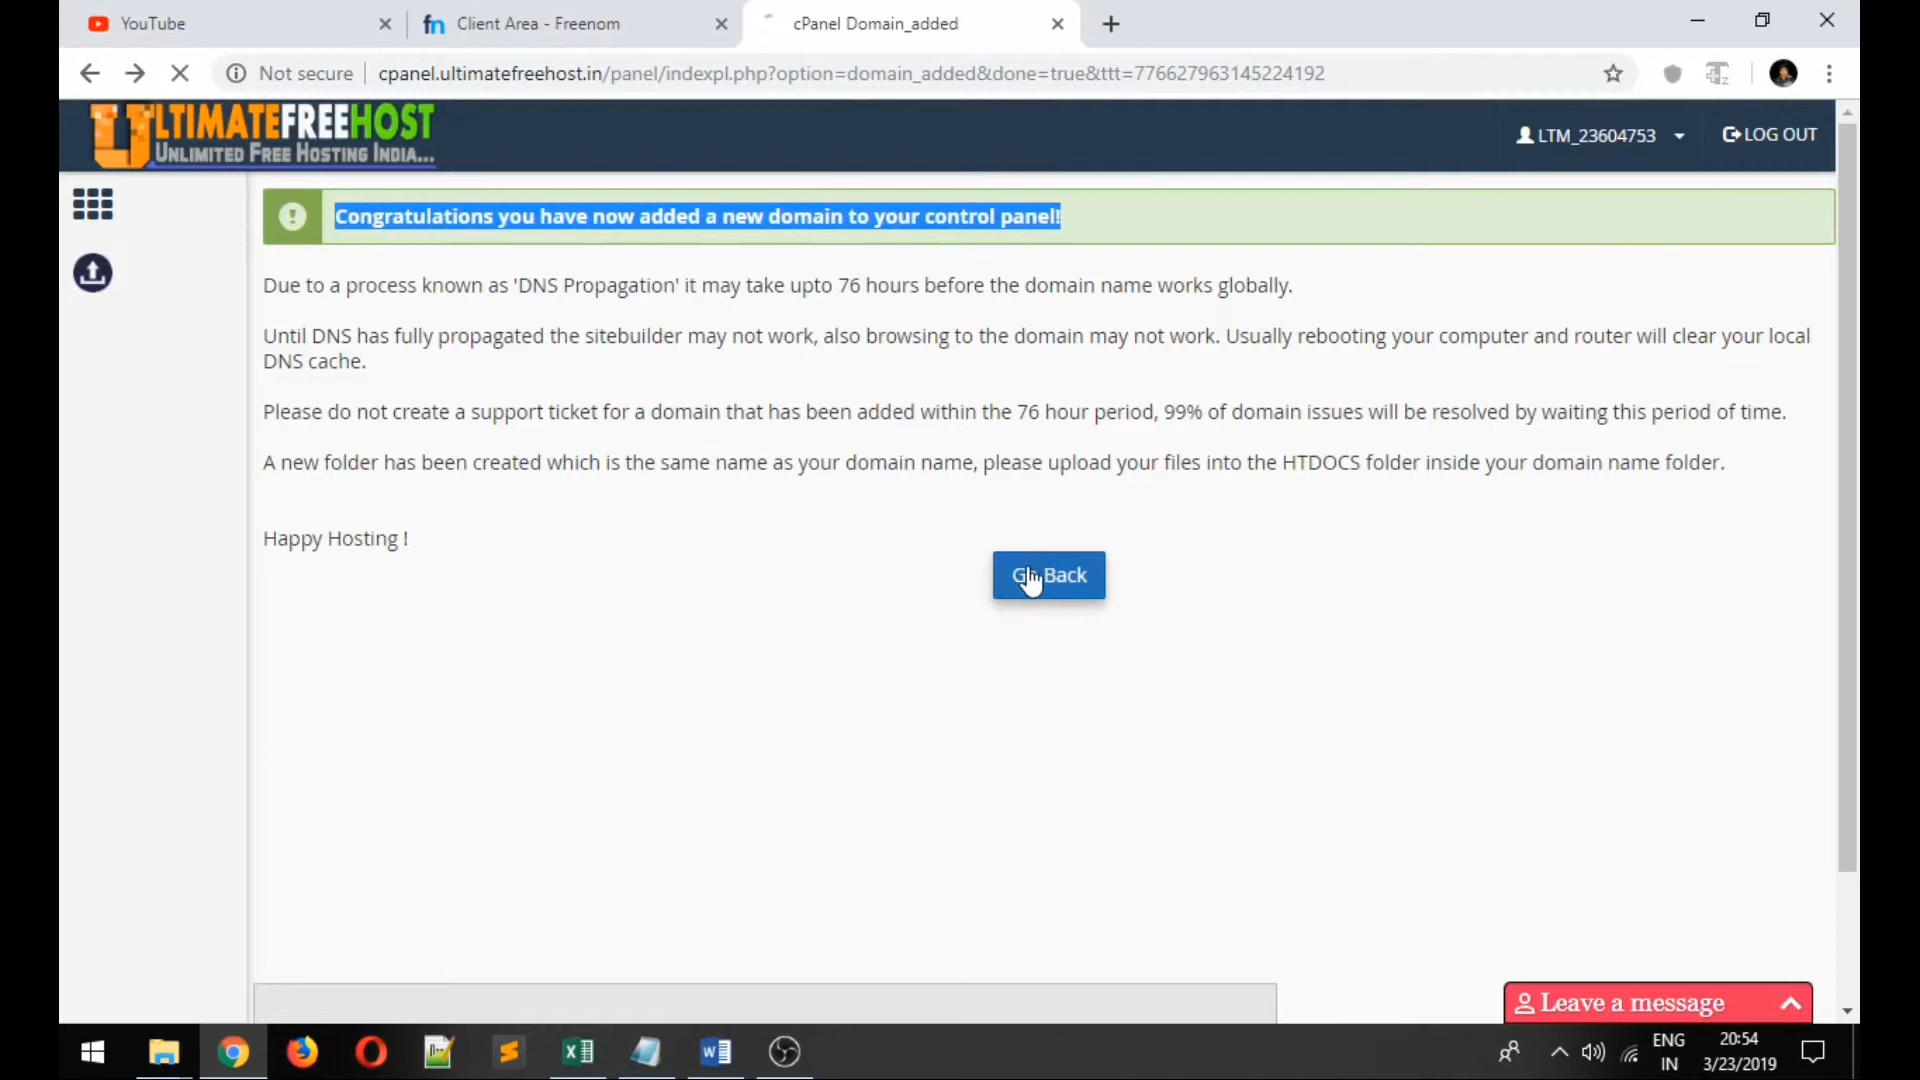 YouTube
Client Area - Freenom
cPanel Domain_added
Not secure
cpanel.ultimatefreehost.in/panel/indexpl.php?option=domain_added&done=true&ttt=776627963145224192
ULTIMATEFREEHOST
UNLIMITED FREE HOSTING INDIA...
LTM_23604753
LOG OUT
Congratulations you have now added a new domain to your control panel!
Due to a process known as 'DNS Propagation' it may take upto 76 hours before the domain name works globally.
Until DNS has fully propagated the sitebuilder may not work, also browsing to the domain may not work. Usually rebooting your computer and router will clear your local
DNS cache.
Please do not create a support ticket for a domain that has been added within the 76 hour period, 99% of domain issues will be resolved by waiting this period of time.
A new folder has been created which is the same name as your domain name, please upload your files into the HTDOCS folder inside your domain name folder.
Happy Hosting !
Go Back
Leave a message
ENG
IN
20:54
3/23/2019